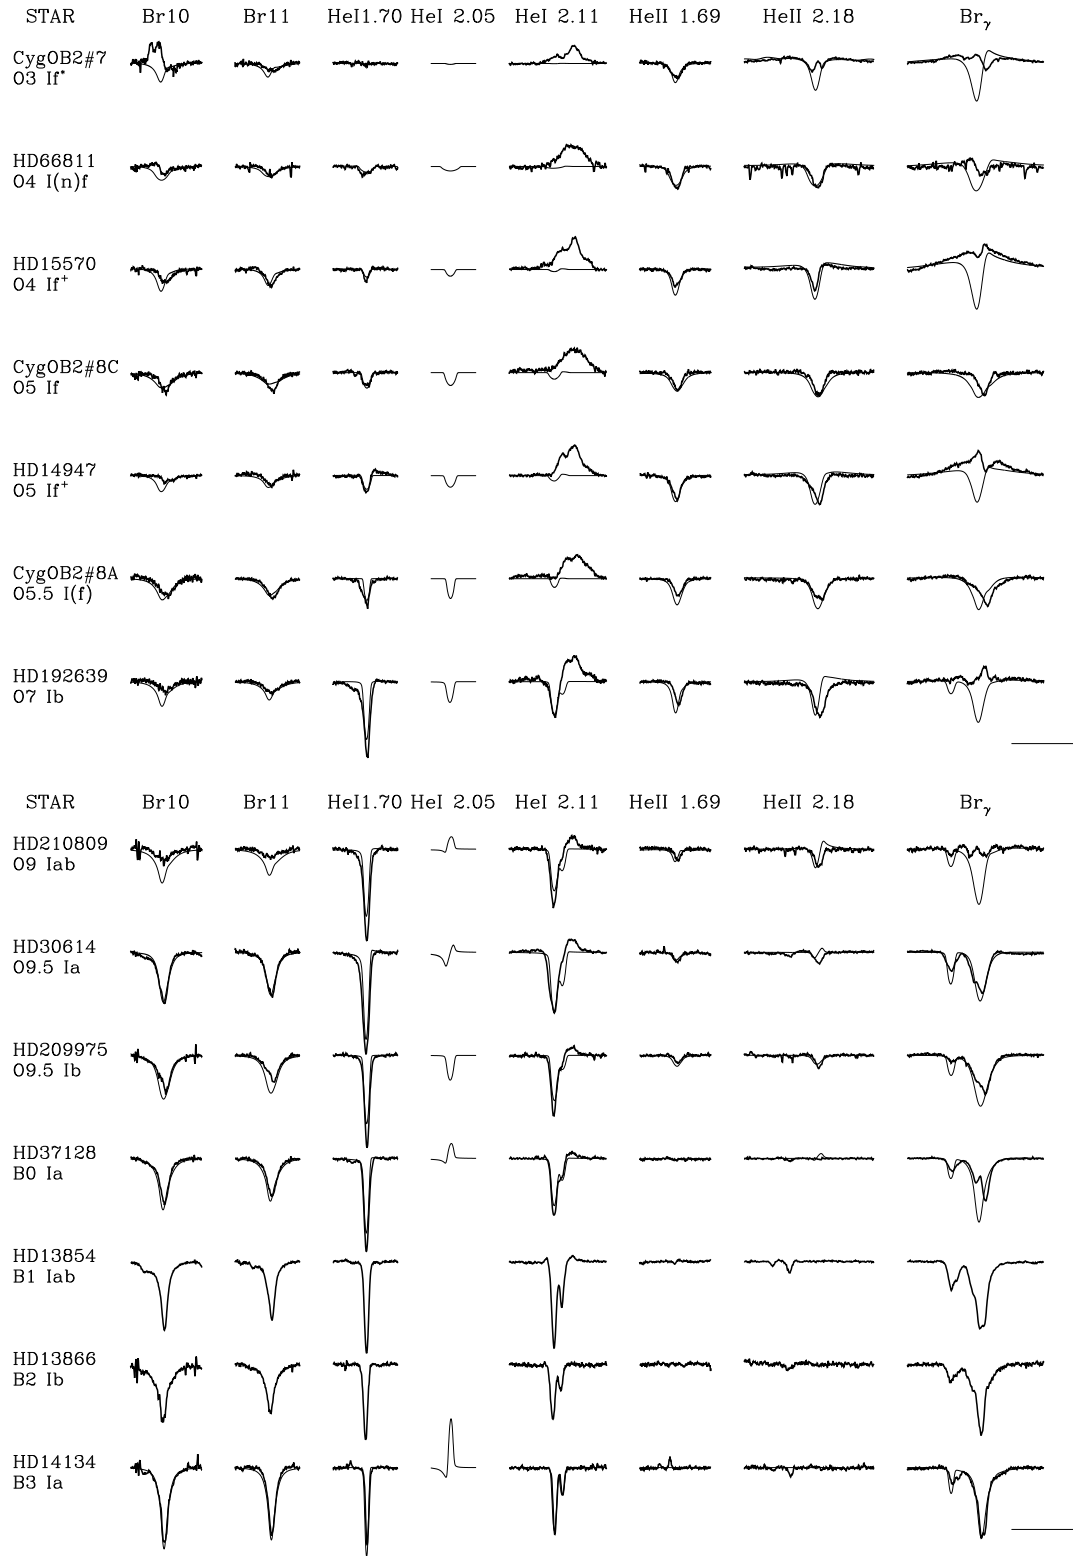 STAR Br10 Br11 HeI1.70 HeI 2.05 HeI 2.11 HeII 1.69 HeII 2.18 Brγ
CygOB2#7
O3 If*
HD66811
O4 I(n)f
HD15570
O4 If+
CygOB2#8C
O5 If
HD14947
O5 If+
CygOB2#8A
O5.5 I(f)
HD192639
O7 Ib
STAR Br10 Br11 HeI1.70 HeI 2.05 HeI 2.11 HeII 1.69 HeII 2.18 Brγ
HD210809
O9 Iab
HD30614
O9.5 Ia
HD209975
O9.5 Ib
HD37128
B0 Ia
HD13854
B1 Iab
HD13866
B2 Ib
HD14134
B3 Ia